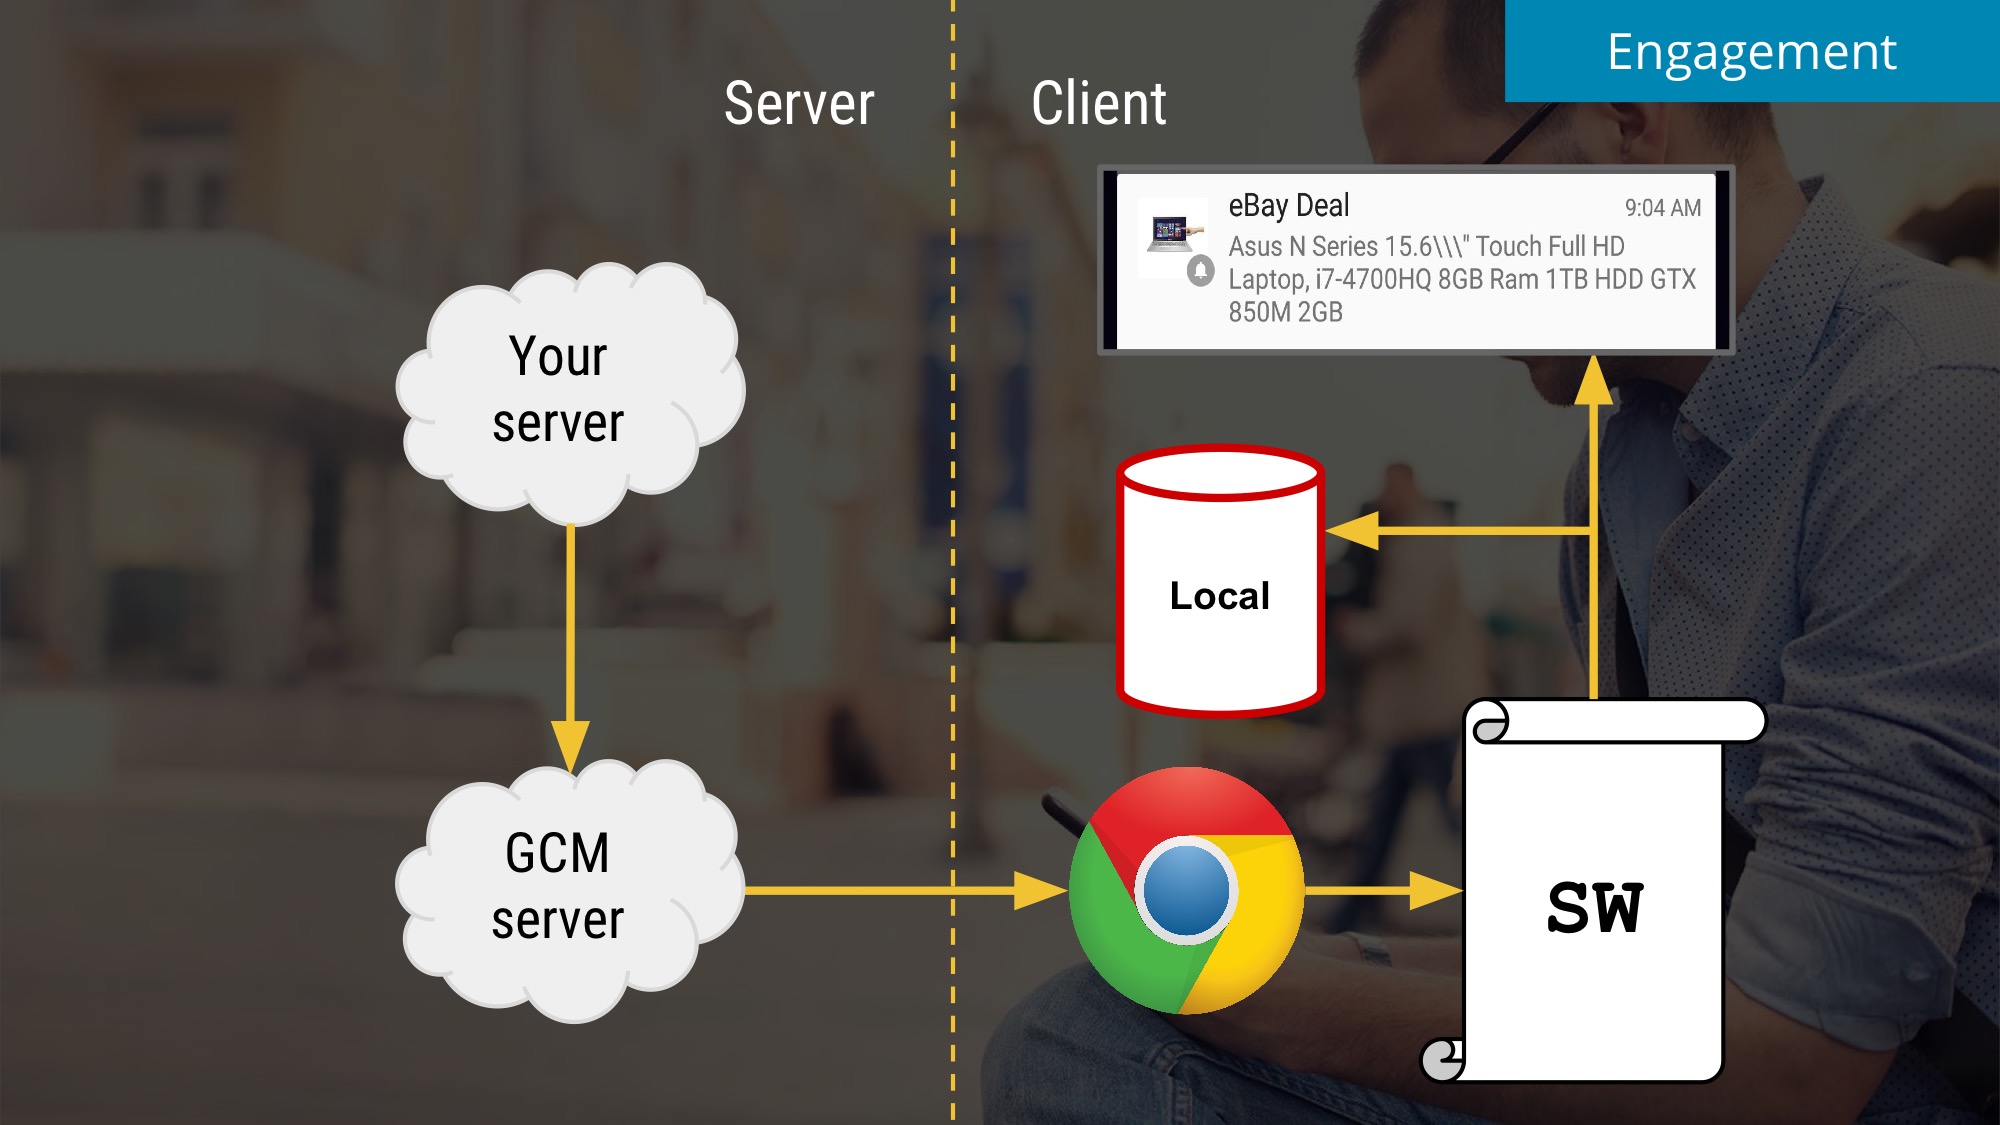 Engagement
Server
Client
eBay Deal
9:04 AM
Asus N Series 15.6\\\" Touch Full HD
Laptop, i7-4700HQ 8GB Ram 1TB HDD GTX
850M 2GB
Your
server
Local
GCM
server
SW